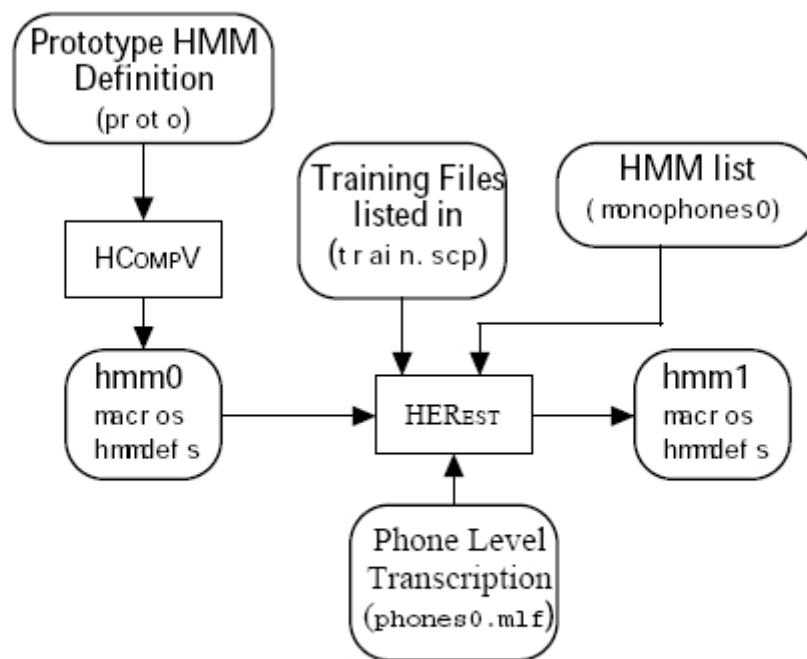 Prototype HMM
Definition
(proto)
HCOMPV
Training Files
listed in
(train.scp)
HMM list
(monophones0)
hmm0
macros
hmmdefs
HEREST
hmm1
macros
hmmdefs
Phone Level
Transcription
(phones0.mlf)